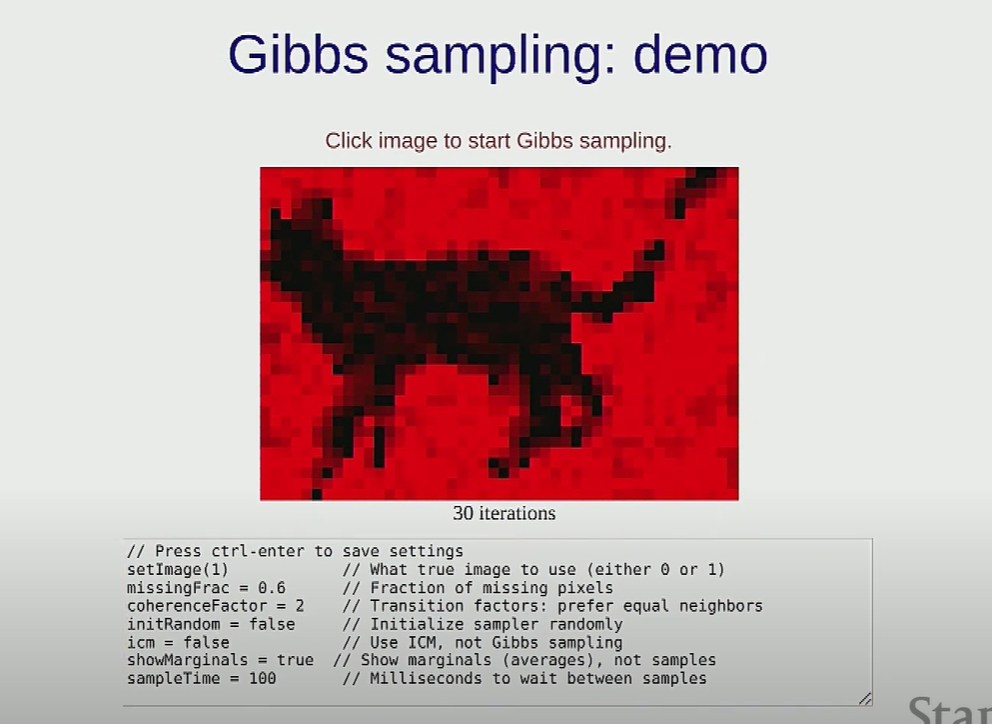 Gibbs sampling: demo
Click image to start Gibbs sampling.
30 iterations
// Press ctrl-enter to save settings
setImage(1)            // What true image to use (either 0 or 1)
missingFrac = 0.6      // Fraction of missing pixels
coherenceFactor = 2    // Transition factors: prefer equal neighbors
initRandom = false     // Initialize sampler randomly
icm = false            // Use ICM, not Gibbs sampling
showMarginals = true  // Show marginals (averages), not samples
sampleTime = 100       // Milliseconds to wait between samples